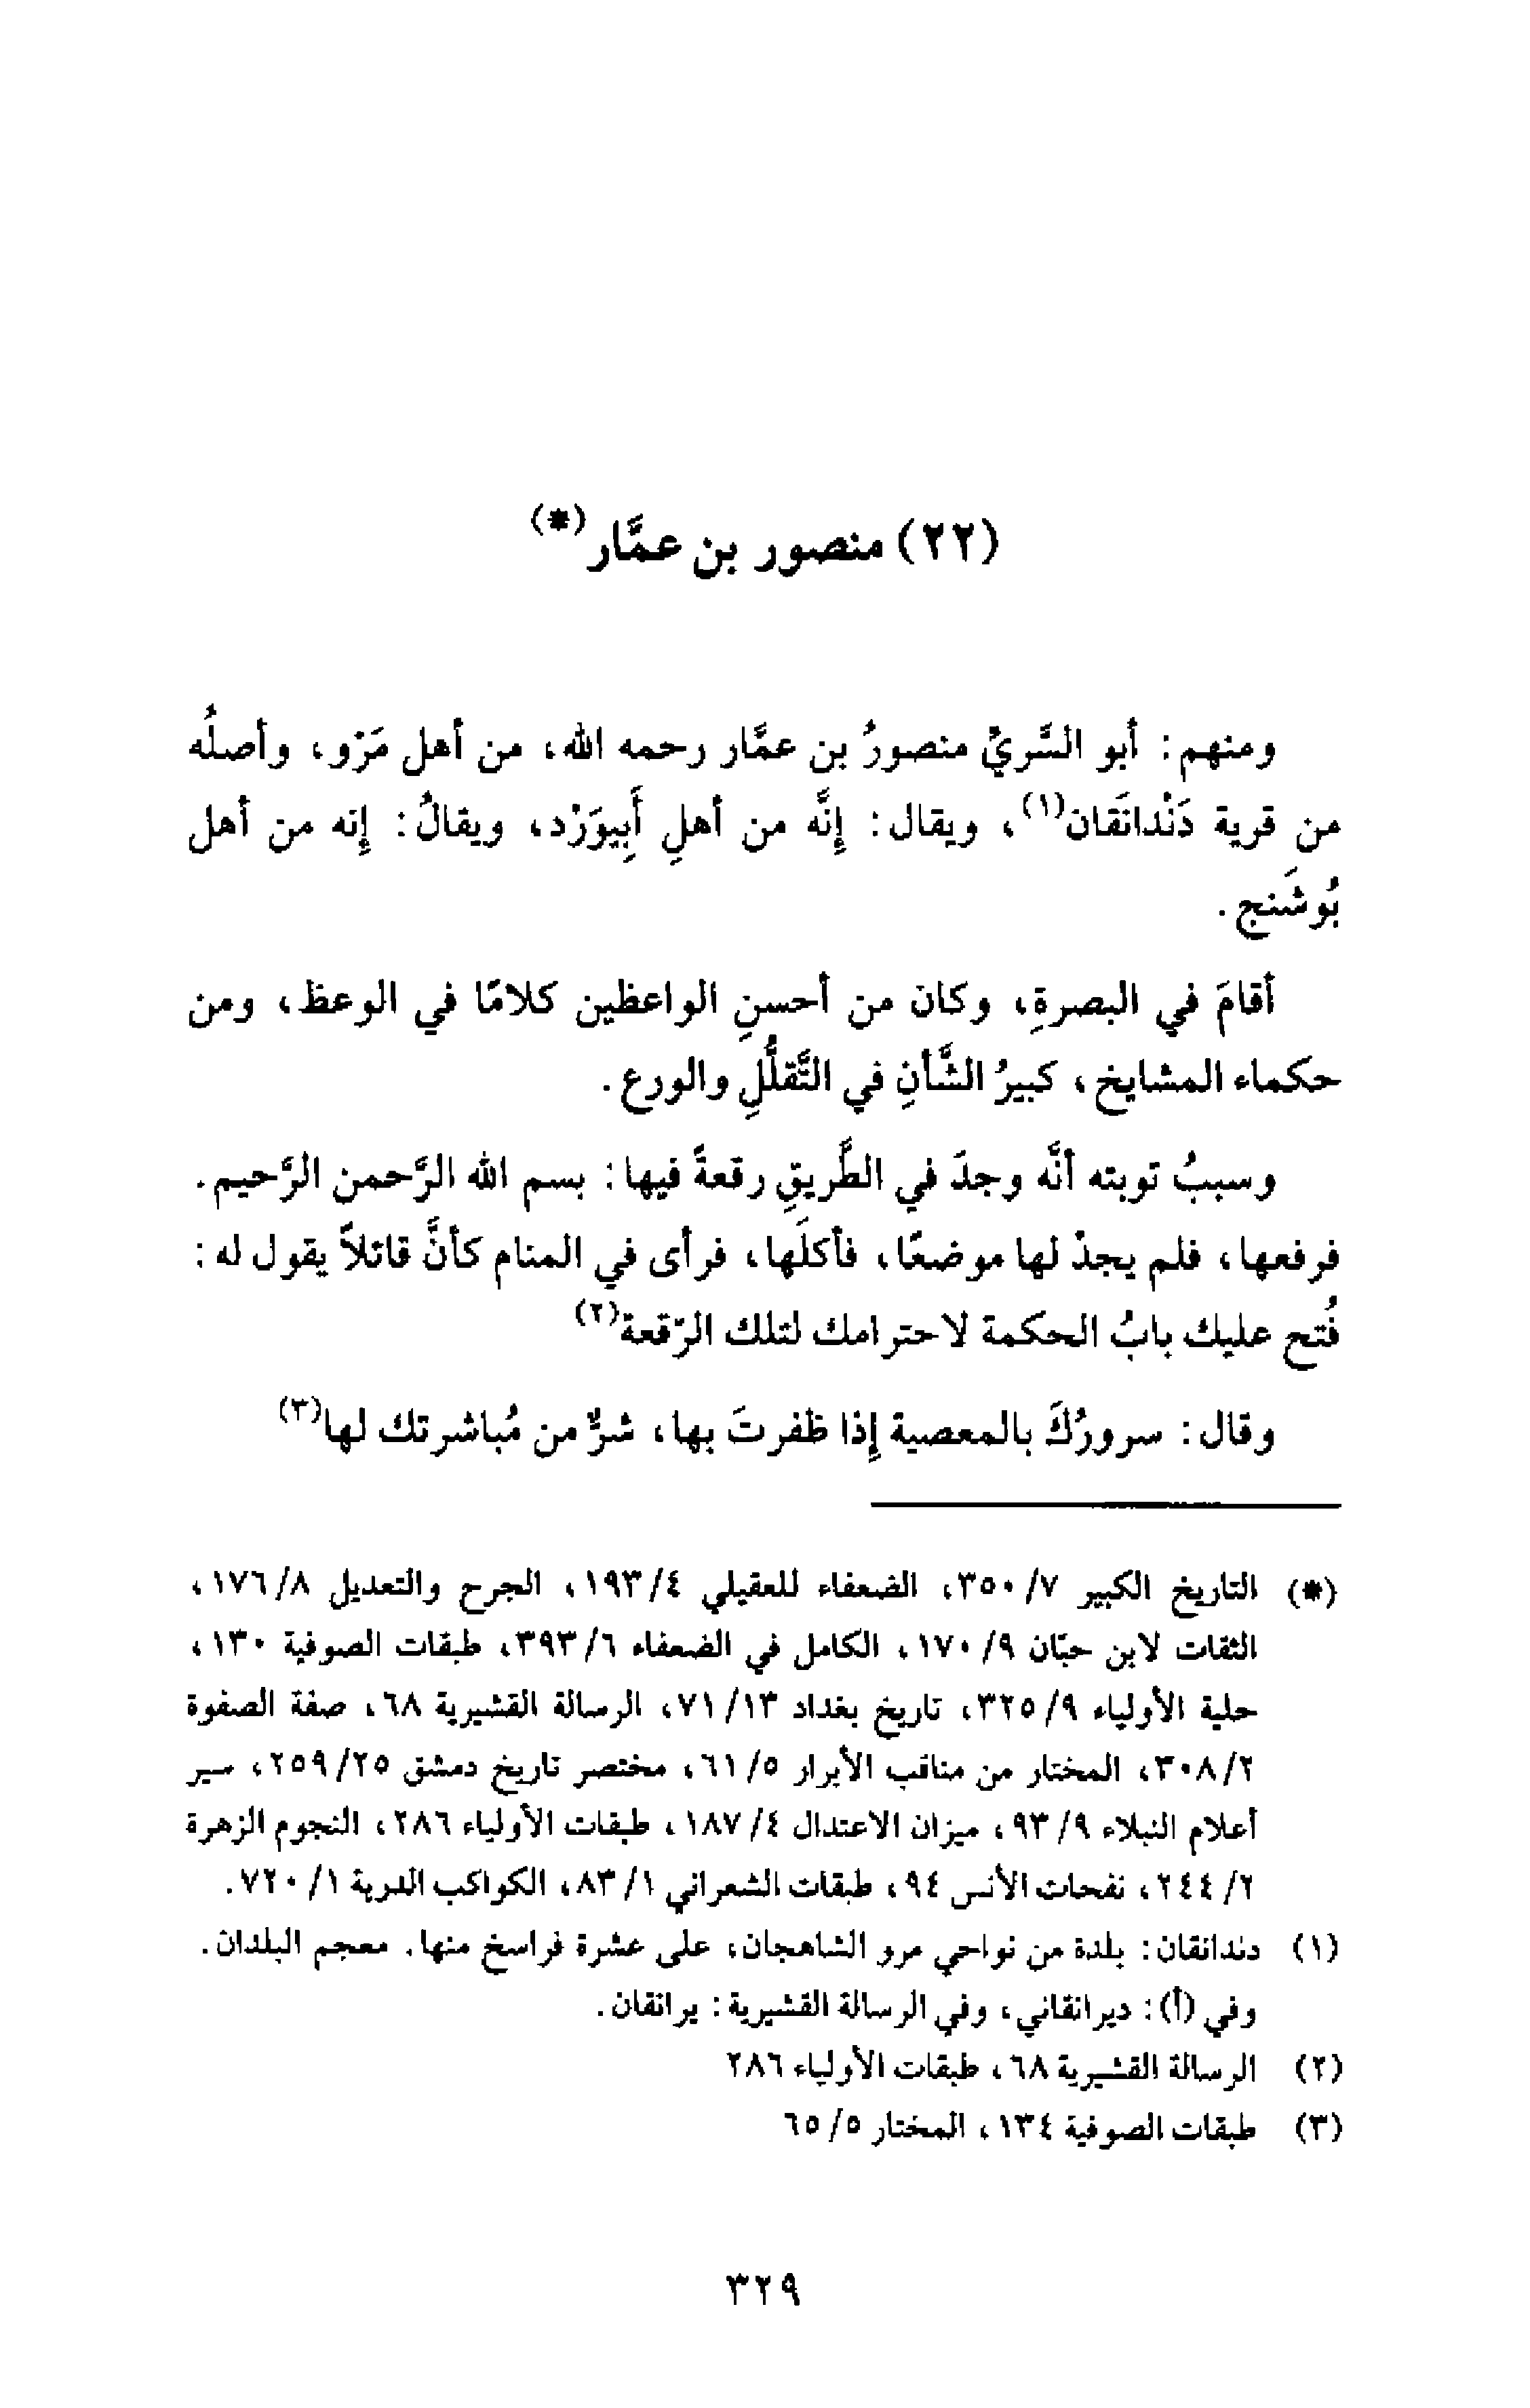 (٢٢) منصور بن عمَّار(*)
ومنهم: أبو السَّريِّ منصورُ بن عمَّار رحمه الله، من أهل مَرْو، وأصلُه
من قرية دَنْدانَقان(١)، ويقال: إنَّه من أهلِ أَبِيوَرْد، ويقالُ: إنه من أهل
بُوشَنج.
أقامَ في البصرةِ، وكان من أحسنِ الواعظين كلامًا في الوعظ، ومن
حكماء المشايخ، كبيرُ الشَّأنِ في التَّقلُّلِ والورع.
وسببُ توبته أنَّه وجدَ في الطَّريقِ رقعةً فيها: بسم الله الرَّحمن الرَّحيم.
فرفعها، فلم يجدْ لها موضعًا، فأكلَها، فرأى في المنام كأنَّ قائلاً يقول له:
فُتح عليك بابُ الحكمة لاحترامك لتلك الرّقعة(٢)
وقال: سرورُكَ بالمعصية إذا ظفرتَ بها، شرٌّ من مُباشرتك لها(٣)
(*) التاريخ الكبير ٧/ ٣٥٠، الضعفاء للعقيلي ٤/ ١٩٣، الجرح والتعديل ٨/ ١٧٦،
الثقات لابن حبّان ٩/ ١٧٠، الكامل في الضعفاء ٦/ ٣٩٣، طبقات الصوفية ١٣٠،
حلية الأولياء ٩/ ٣٢٥، تاريخ بغداد ١٣/ ٧١، الرسالة القشيرية ٦٨، صفة الصفوة
٢/ ٣٠٨، المختار من مناقب الأبرار ٥/ ٦١، مختصر تاريخ دمشق ٢٥/ ٢٥٩، سير
أعلام النبلاء ٩/ ٩٣، ميزان الاعتدال ٤/ ١٨٧، طبقات الأولياء ٢٨٦، النجوم الزهرة
٢/ ٢٤٤، نفحات الأنس ٩٤، طبقات الشعراني ١/ ٨٣، الكواكب الدرية ١/ ٧٢٠.
(١) دندانقان: بلدة من نواحي مرو الشاهجان، على عشرة فراسخ منها. معجم البلدان.
وفي (أ): ديرانقاني، وفي الرسالة القشيرية: يرانقان.
(٢) الرسالة القشيرية ٦٨، طبقات الأولياء ٢٨٦
(٣) طبقات الصوفية ١٣٤، المختار ٥/ ٦٥
٣٢٩